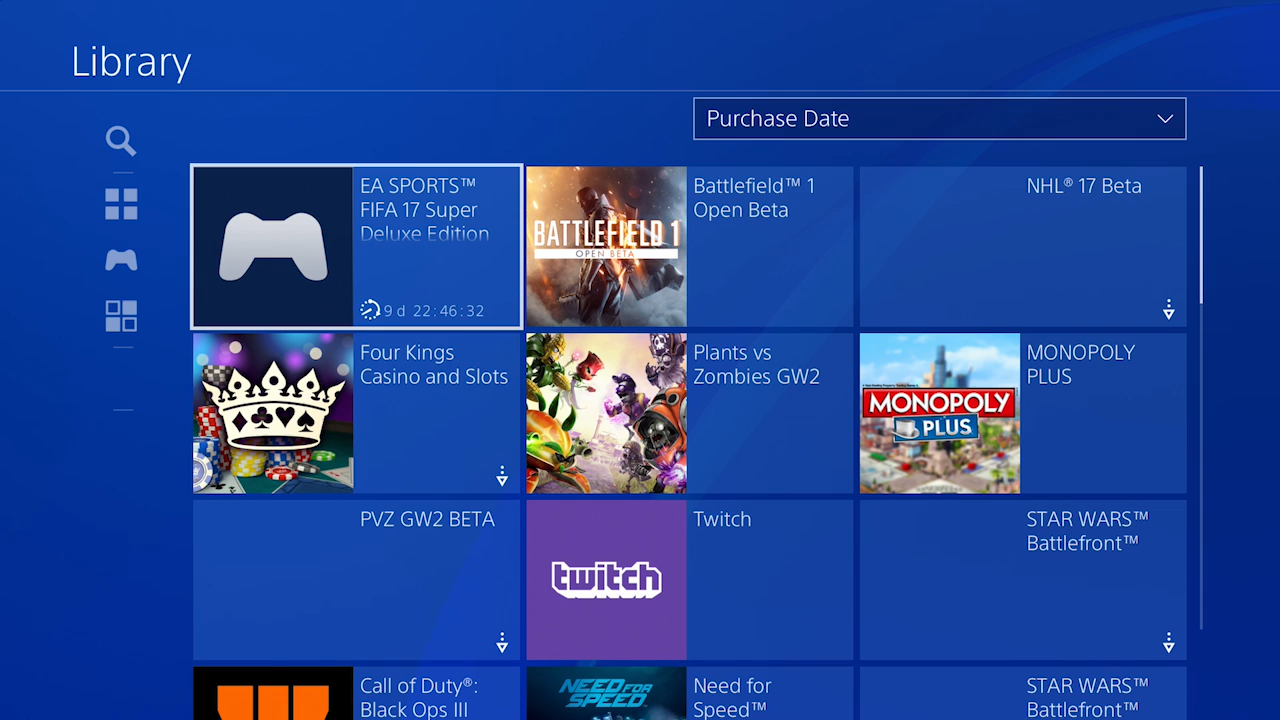 Library
Purchase Date
EA SPORTS™
FIFA 17 Super
Deluxe Edition
9 d 22:46:32
BATTLEFIELD 1
OPEN BETA
Battlefield™ 1
Open Beta
NHL® 17 Beta
Four Kings
Casino and Slots
Plants vs
Zombies GW2
MONOPOLY
PLUS
MONOPOLY
PLUS
PVZ GW2 BETA
twitch
Twitch
STAR WARS™
Battlefront™
Call of Duty®:
Black Ops III
NEED FOR
SPEED
Need for
Speed™
STAR WARS™
Battlefront™